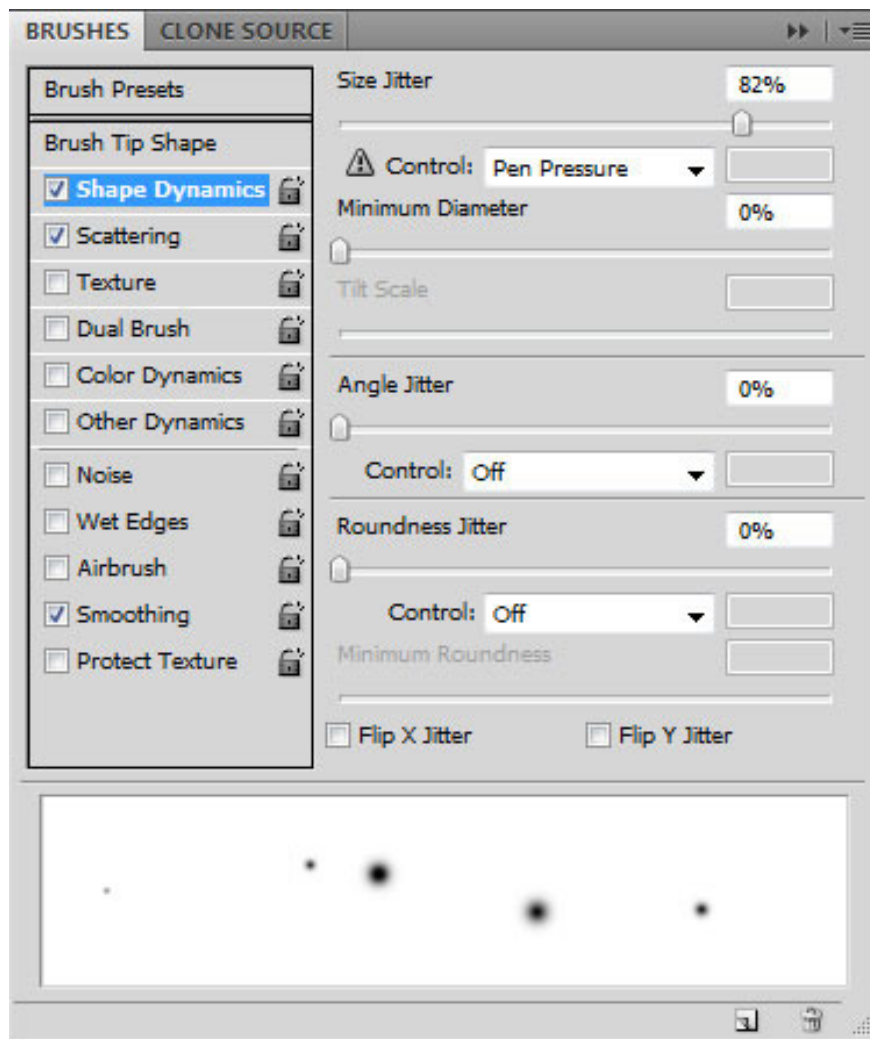 BRUSHES CLONE SOURCE
Brush Presets
Brush Tip Shape
Shape Dynamics
Scattering
Texture
Dual Brush
Color Dynamics
Other Dynamics
Noise
Wet Edges
Airbrush
Smoothing
Protect Texture
Size Jitter 82%
Control: Pen Pressure
Minimum Diameter 0%
Tilt Scale
Angle Jitter 0%
Control: Off
Roundness Jitter 0%
Control: Off
Minimum Roundness
Flip X Jitter Flip Y Jitter